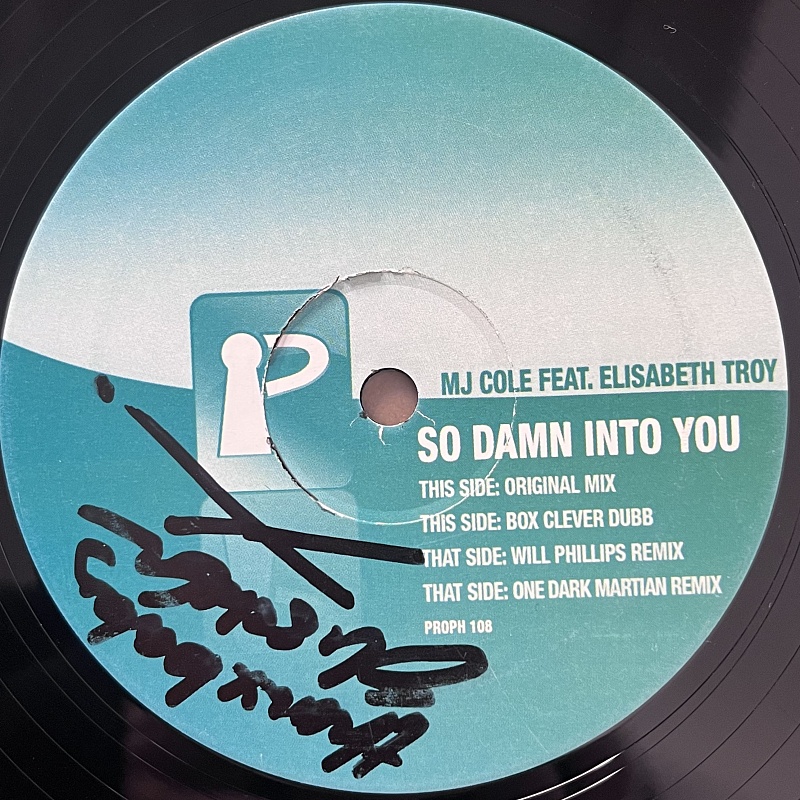 MJ COLE FEAT. ELISABETH TROY
SO DAMN INTO YOU
THIS SIDE: ORIGINAL MIX
THIS SIDE: BOX CLEVER DUBB
THAT SIDE: WILL PHILLIPS REMIX
THAT SIDE: ONE DARK MARTIAN REMIX
PROPH 108